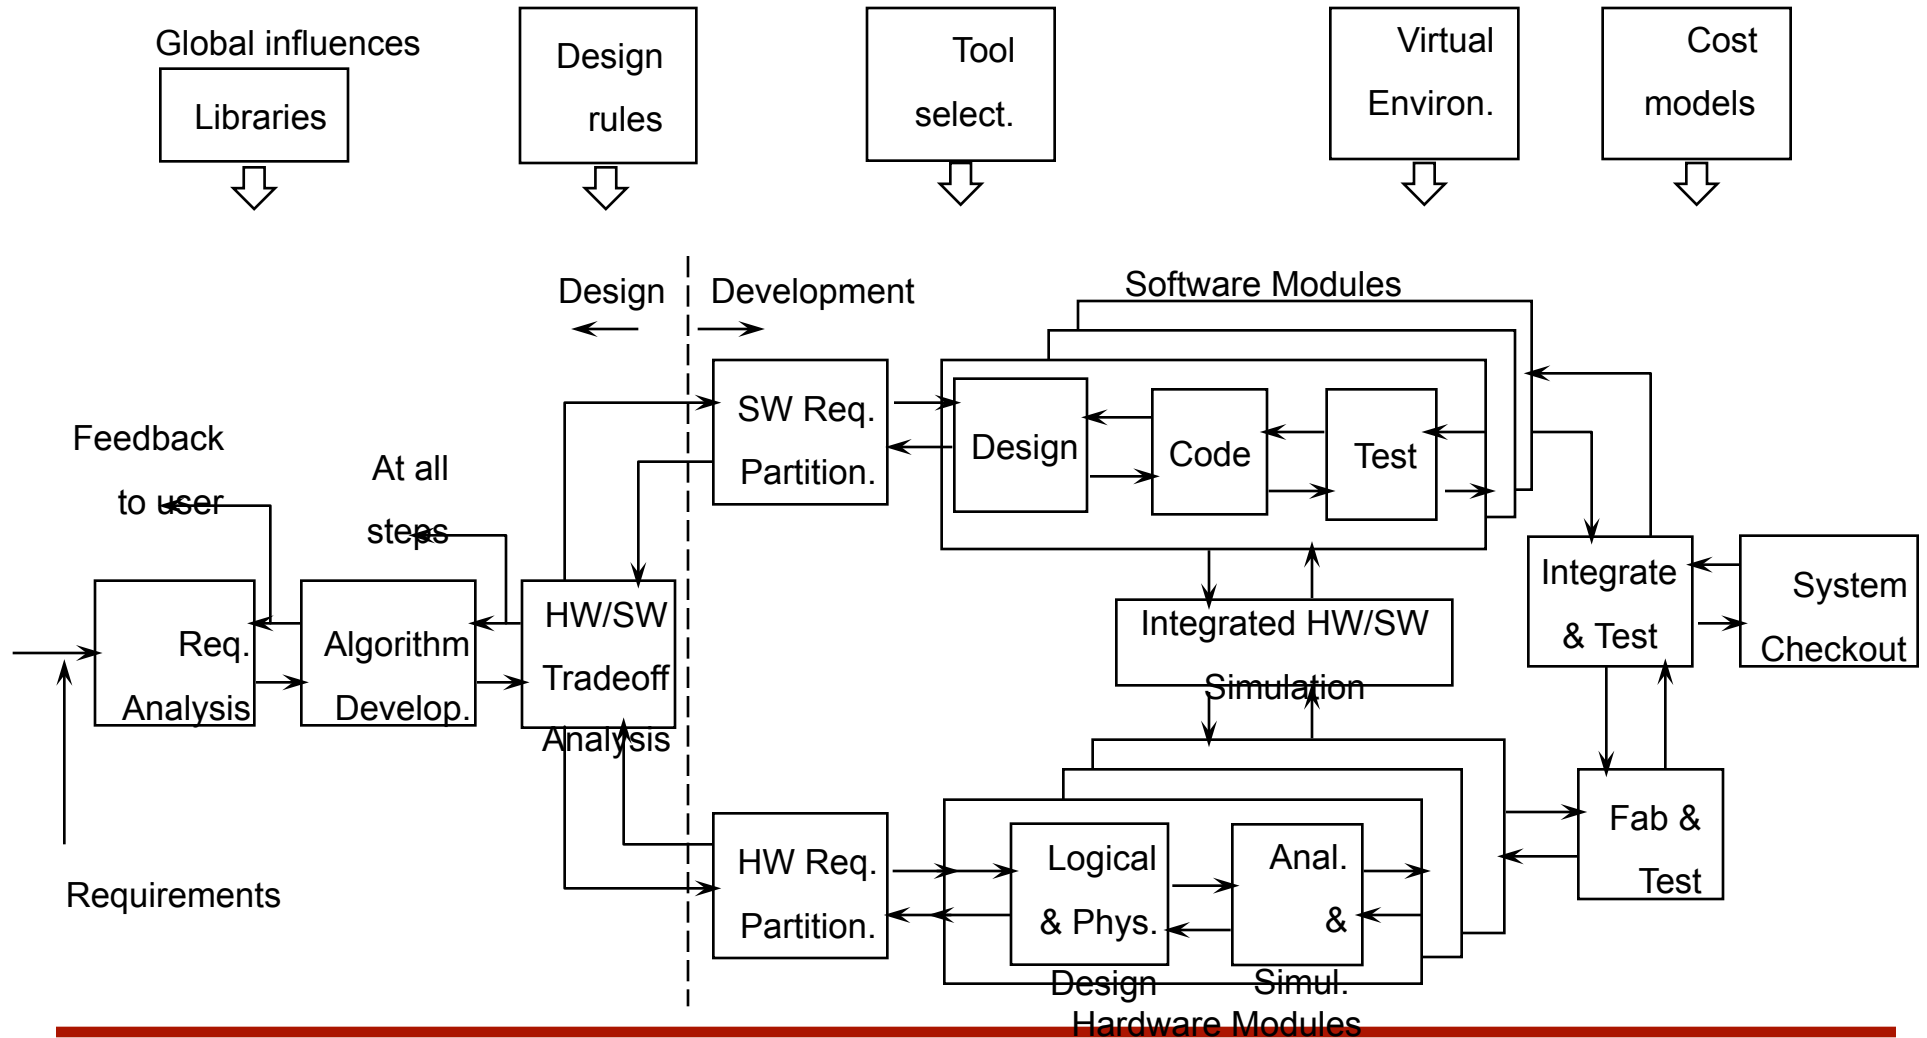 Global influences
Libraries
Design
rules
Tool
select.
Virtual
Environ.
Cost
models
Design
Development
Software Modules
SW Req.
Partition.
Design
Code
Test
Feedback
to user
At all
steps
Req.
Analysis
Algorithm
Develop.
HW/SW
Tradeoff
Analysis
Integrated HW/SW
Simulation
Integrate
& Test
System
Checkout
Requirements
HW Req.
Partition.
Logical
& Phys.
Design
Anal.
&
Simul.
Fab &
Test
Hardware Modules